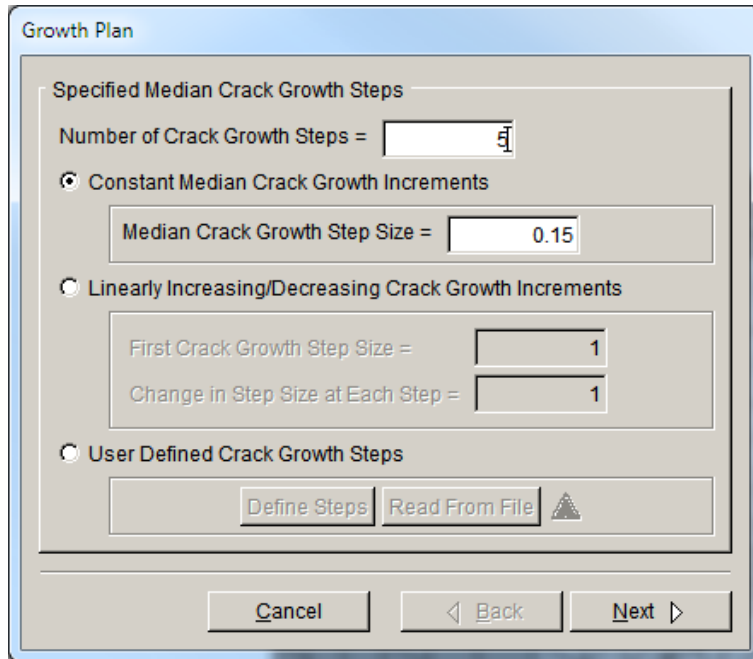 Growth Plan
Specified Median Crack Growth Steps
Number of Crack Growth Steps = 5
Constant Median Crack Growth Increments
Median Crack Growth Step Size = 0.15
Linearly Increasing/Decreasing Crack Growth Increments
First Crack Growth Step Size = 1
Change in Step Size at Each Step = 1
User Defined Crack Growth Steps
Define Steps Read From File
Cancel Back Next